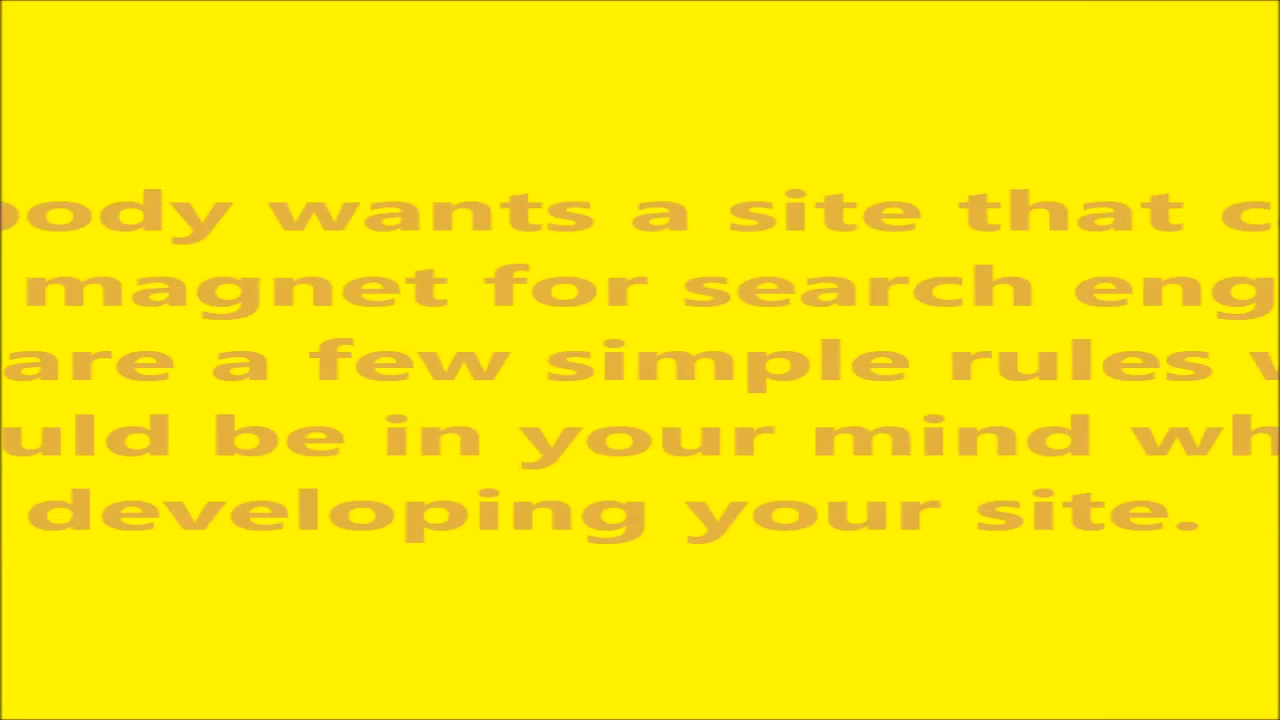 body wants a site that c
magnet for search eng
are a few simple rules w
uld be in your mind wh
developing your site.